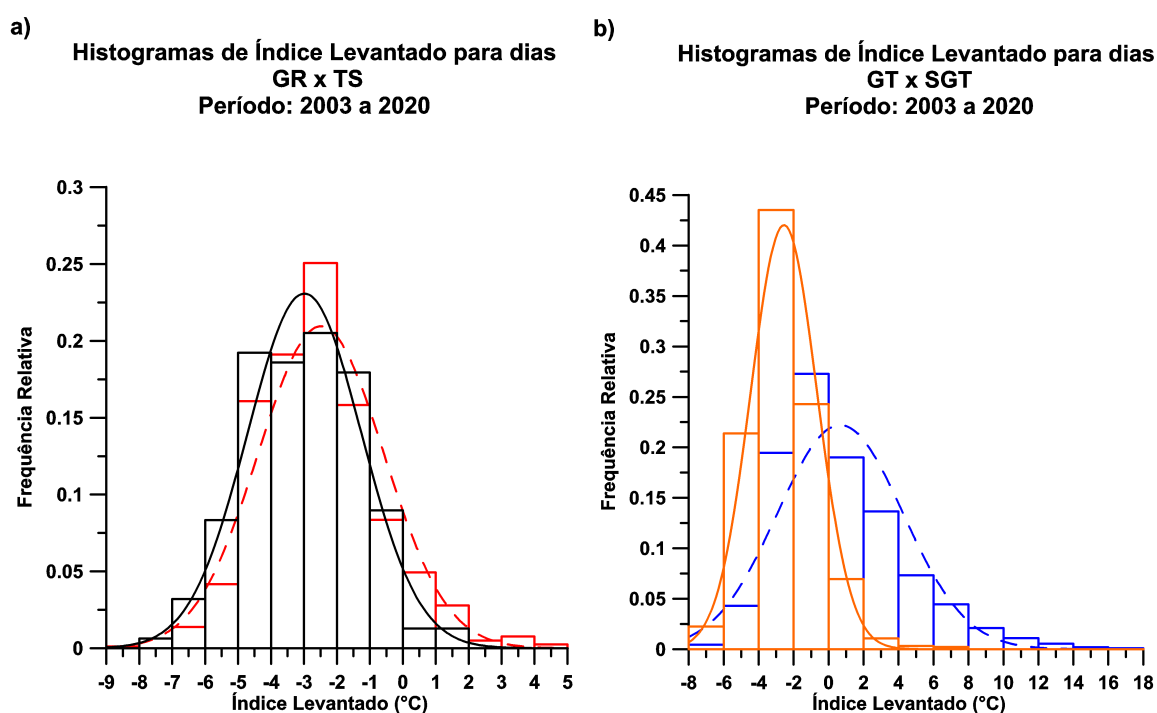 a)
Histogramas de Índice Levantado para dias
GR x TS
Período: 2003 a 2020
0.3
0.25
0.2
0.15
0.1
0.05
0
Frequência Relativa
-9 -8 -7 -6 -5 -4 -3 -2 -1 0 1 2 3 4 5
Índice Levantado (°C)
b)
Histogramas de Índice Levantado para dias
GT x SGT
Período: 2003 a 2020
0.45
0.4
0.35
0.3
0.25
0.2
0.15
0.1
0.05
0
Frequência Relativa
-8 -6 -4 -2 0 2 4 6 8 10 12 14 16 18
Índice Levantado (°C)